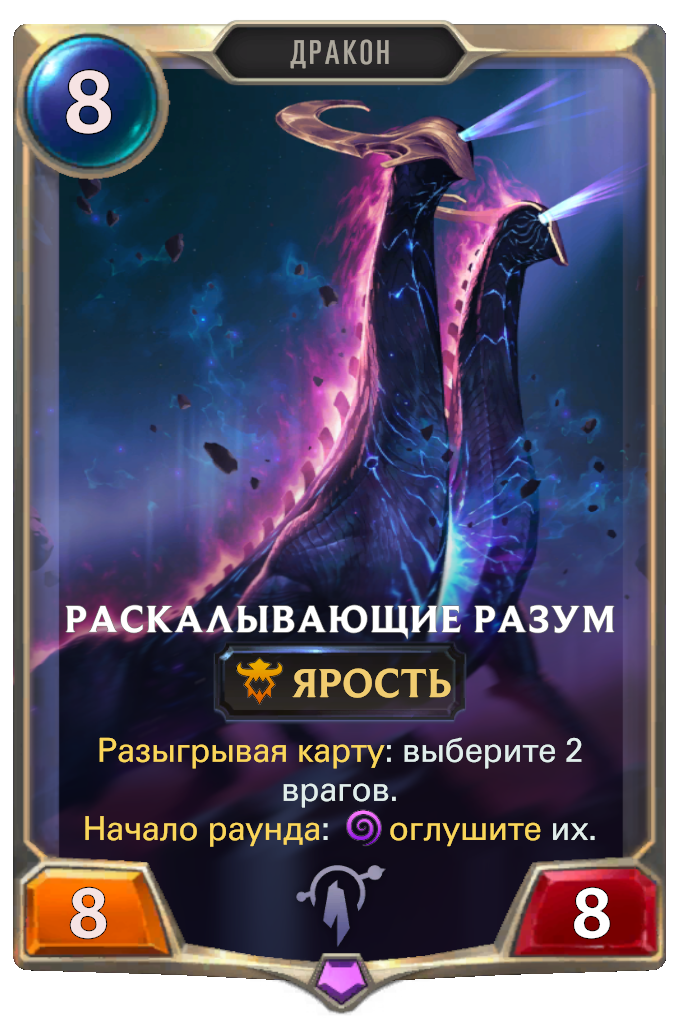 ДРАКОН
8
РАСКАЛЫВАЮЩИЕ РАЗУМ
ЯРОСТЬ
Разыгрывая карту: выберите 2
врагов.
Начало раунда: оглушите их.
8 8